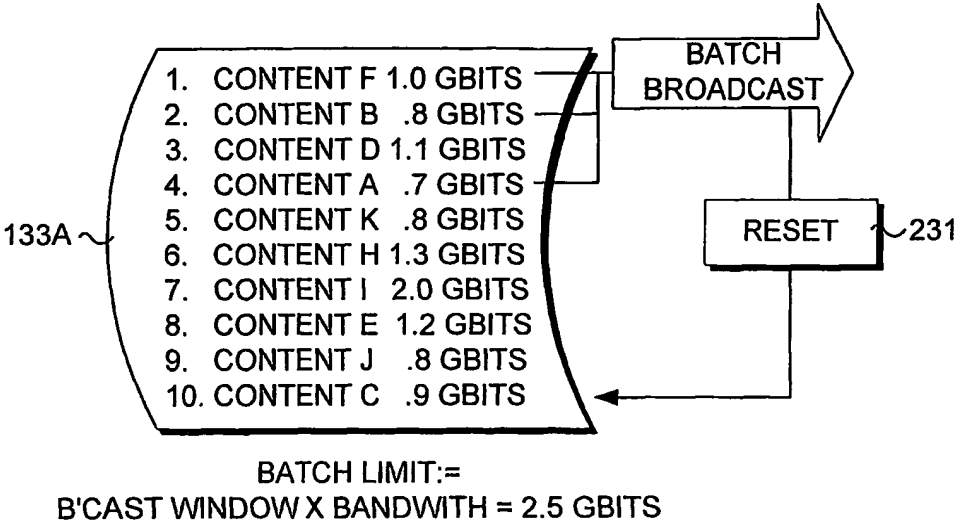 BATCH
BROADCAST
1. CONTENT F 1.0 GBITS
2. CONTENT B .8 GBITS
3. CONTENT D 1.1 GBITS
4. CONTENT A .7 GBITS
5. CONTENT K .8 GBITS
6. CONTENT H 1.3 GBITS
7. CONTENT I 2.0 GBITS
8. CONTENT E 1.2 GBITS
9. CONTENT J .8 GBITS
10. CONTENT C .9 GBITS
133A
RESET
231
BATCH LIMIT:=
B'CAST WINDOW X BANDWITH = 2.5 GBITS